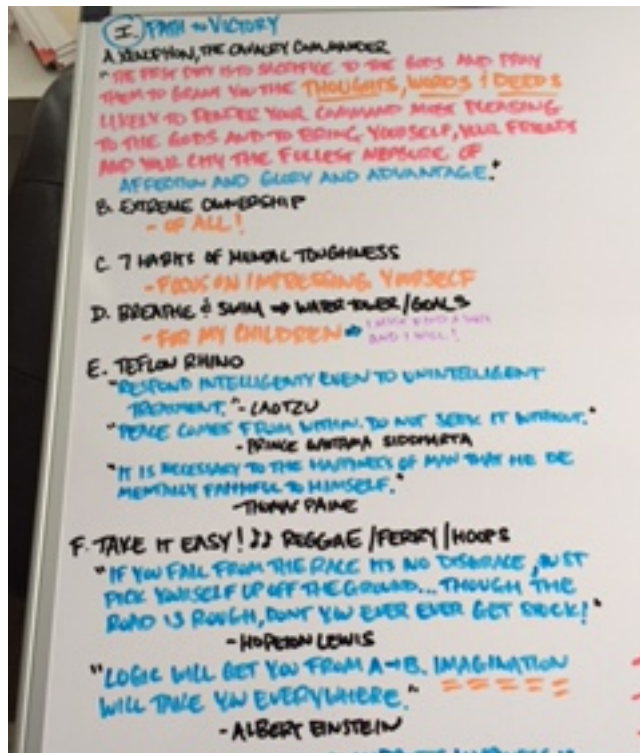 I. PATH TO VICTORY
A. XENOPHON, THE CAVALRY COMMANDER
"THE FIRST DUTY IS TO SACRIFICE TO THE GODS AND PRAY
THEM TO GRANT YOU THE THOUGHTS, WORDS & DEEDS
LIKELY TO RENDER YOUR COMMAND MOST PLEASING
TO THE GODS AND TO BRING YOURSELF, YOUR FRIENDS
AND YOUR CITY THE FULLEST MEASURE OF
AFFECTION AND GLORY AND ADVANTAGE."
B. EXTREME OWNERSHIP
- OF ALL!
C. 7 HABITS OF MENTAL TOUGHNESS
- FOCUS ON IMPRESSING YOURSELF
D. BREATHE & SWIM → WATER TOWER/GOALS
- FOR MY CHILDREN → I MUST FIND A WAY
AND I WILL!
E. TEFLON RHINO
"RESPOND INTELLIGENTLY EVEN TO UNINTELLIGENT
TREATMENT." - LAOTZU
"PEACE COMES FROM WITHIN. DO NOT SEEK IT WITHOUT."
- PRINCE GAUTAMA SIDDHARTA
"IT IS NECESSARY TO THE HAPPINESS OF MAN THAT HE BE
MENTALLY FAITHFUL TO HIMSELF."
- THOMAS PAINE
F. TAKE IT EASY! ♪♪ REGGAE/FERRY/HOOPS
"IF YOU FALL FROM THE RACE IT'S NO DISGRACE, JUST
PICK YOURSELF UP OFF THE GROUND... THOUGH THE
ROAD IS ROUGH, DONT YOU EVER EVER GET STUCK!"
- HOPETON LEWIS
"LOGIC WILL GET YOU FROM A→B. IMAGINATION
WILL TAKE YOU EVERYWHERE."
- ALBERT EINSTEIN